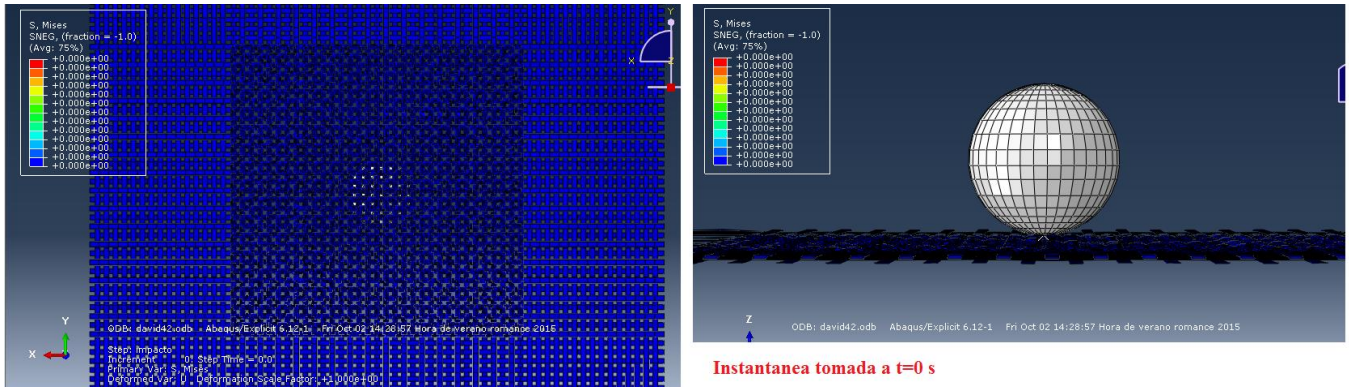 S, Mises
SNEG, (fraction = -1.0)
(Avg: 75%)
+0.000e+00
+0.000e+00
+0.000e+00
+0.000e+00
+0.000e+00
+0.000e+00
+0.000e+00
+0.000e+00
+0.000e+00
+0.000e+00
+0.000e+00
+0.000e+00
+0.000e+00
Y
X
Z
Y
X
ODB: david42.odb Abaqus/Explicit 6.12-1 Fri Oct 02 14:28:57 Hora de verano romance 2015
Step: Impacto
Increment 0: Step Time = 0.0
Primary Var: S, Mises
Deformed Var: U Deformation Scale Factor: +1.000e+00
S, Mises
SNEG, (fraction = -1.0)
(Avg: 75%)
+0.000e+00
+0.000e+00
+0.000e+00
+0.000e+00
+0.000e+00
+0.000e+00
+0.000e+00
+0.000e+00
+0.000e+00
+0.000e+00
+0.000e+00
+0.000e+00
+0.000e+00
Z
ODB: david42.odb Abaqus/Explicit 6.12-1 Fri Oct 02 14:28:57 Hora de verano romance 2015
Instantanea tomada a t=0 s